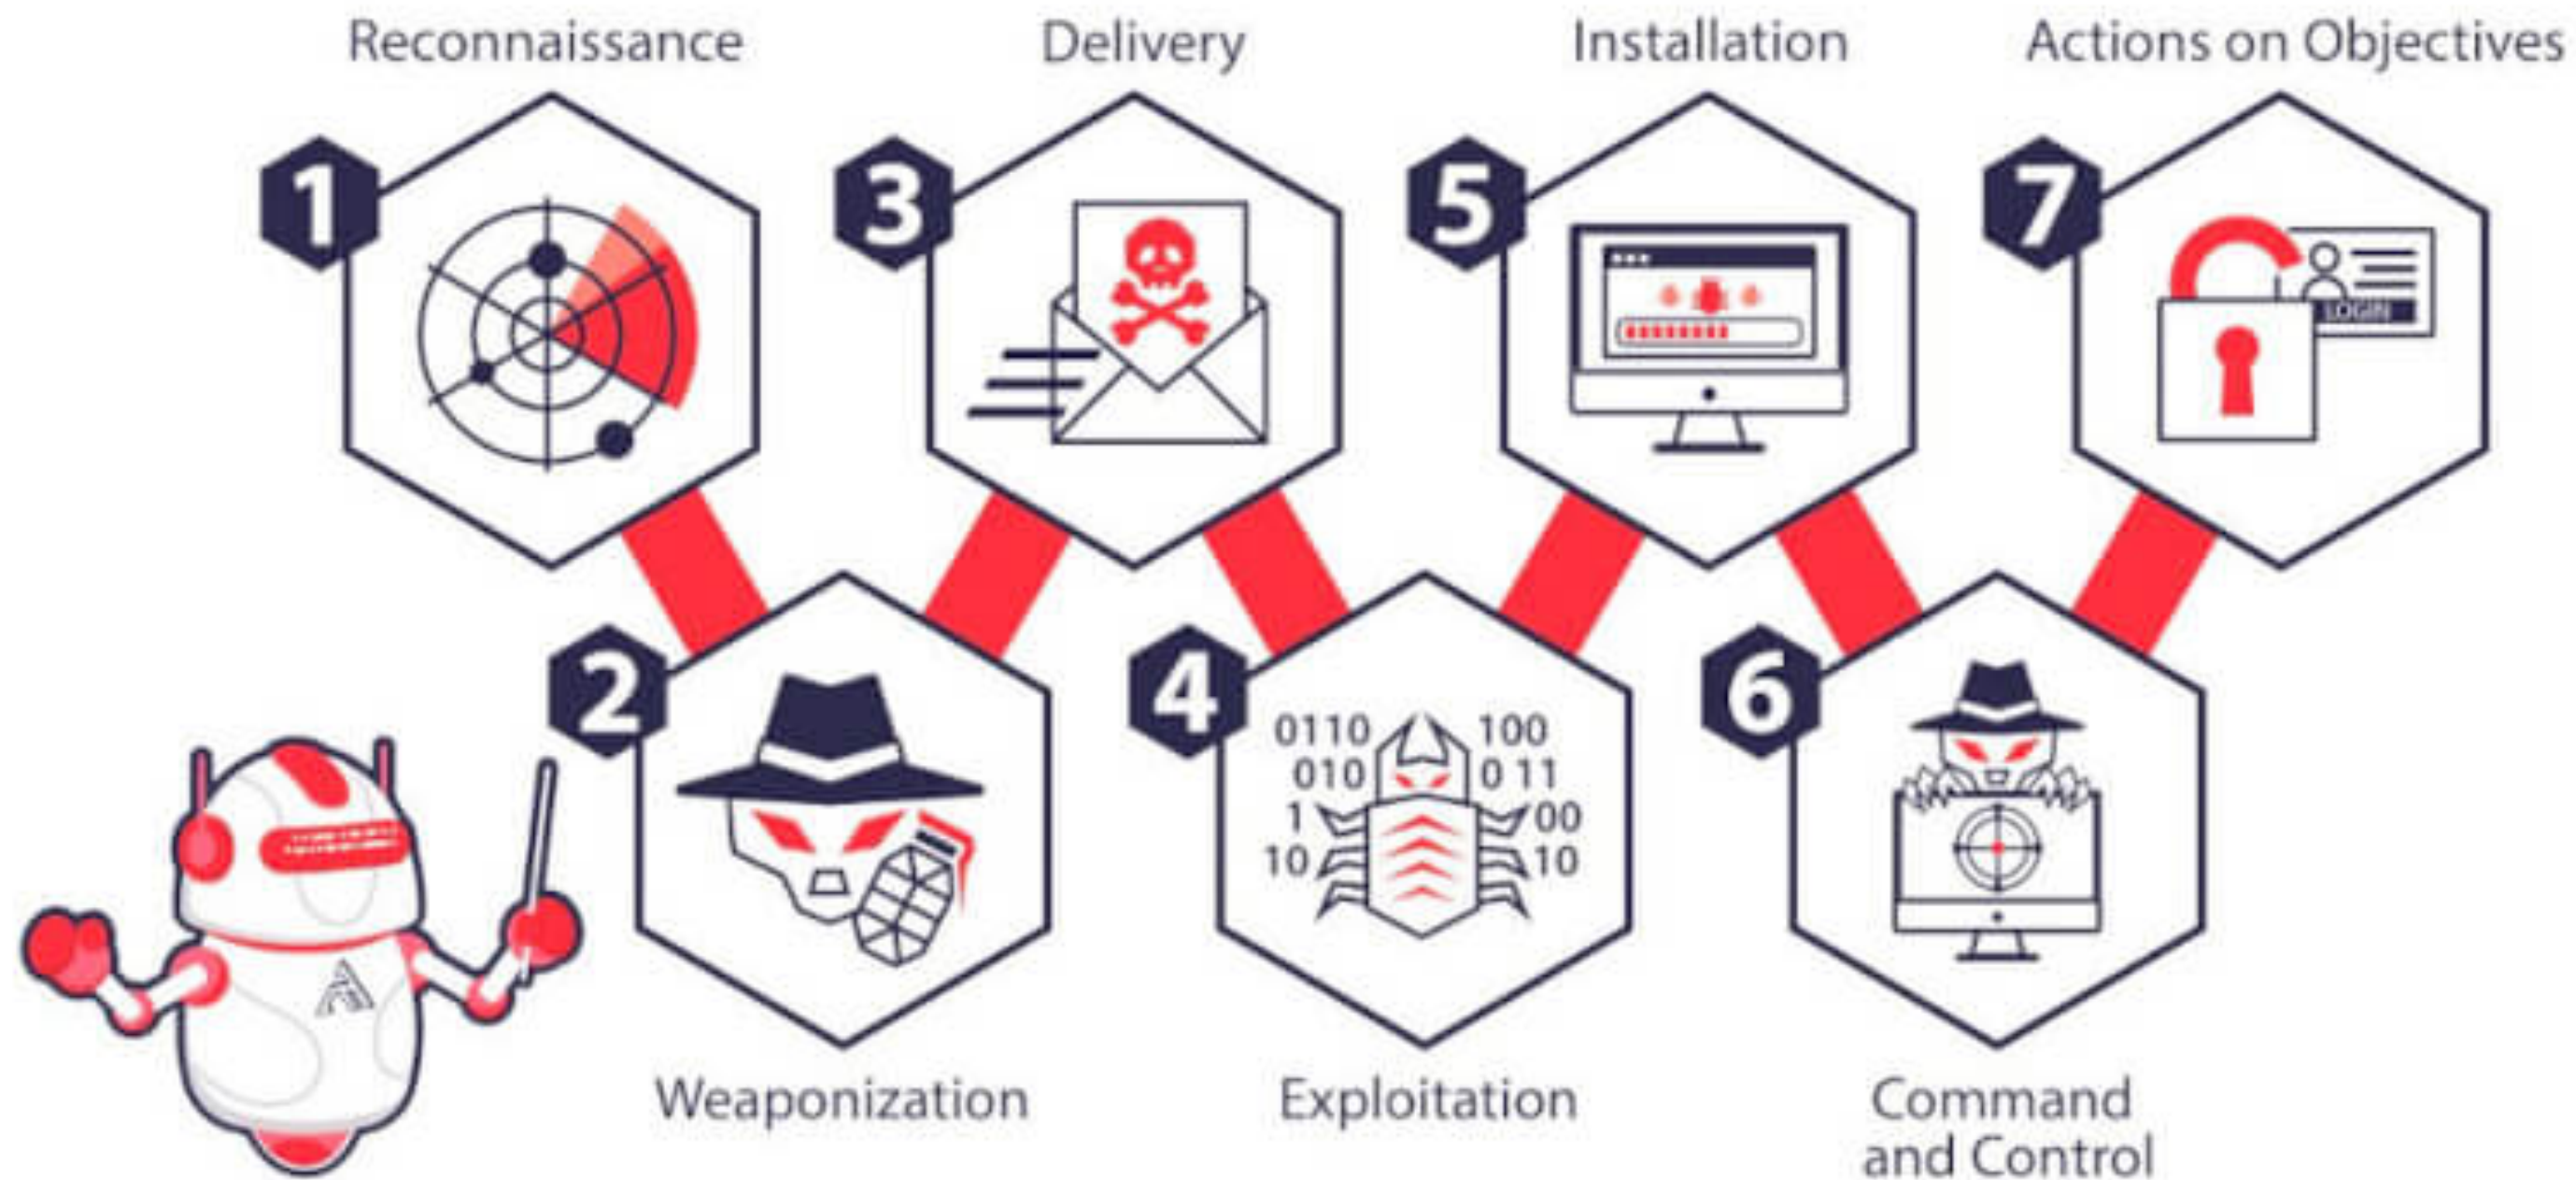 Reconnaissance
Delivery
Installation
Actions on Objectives
1
3
5
7
LOGIN
2
4
6
0110 100
010 0 11
1 00
10 10
Weaponization
Exploitation
Command
and Control